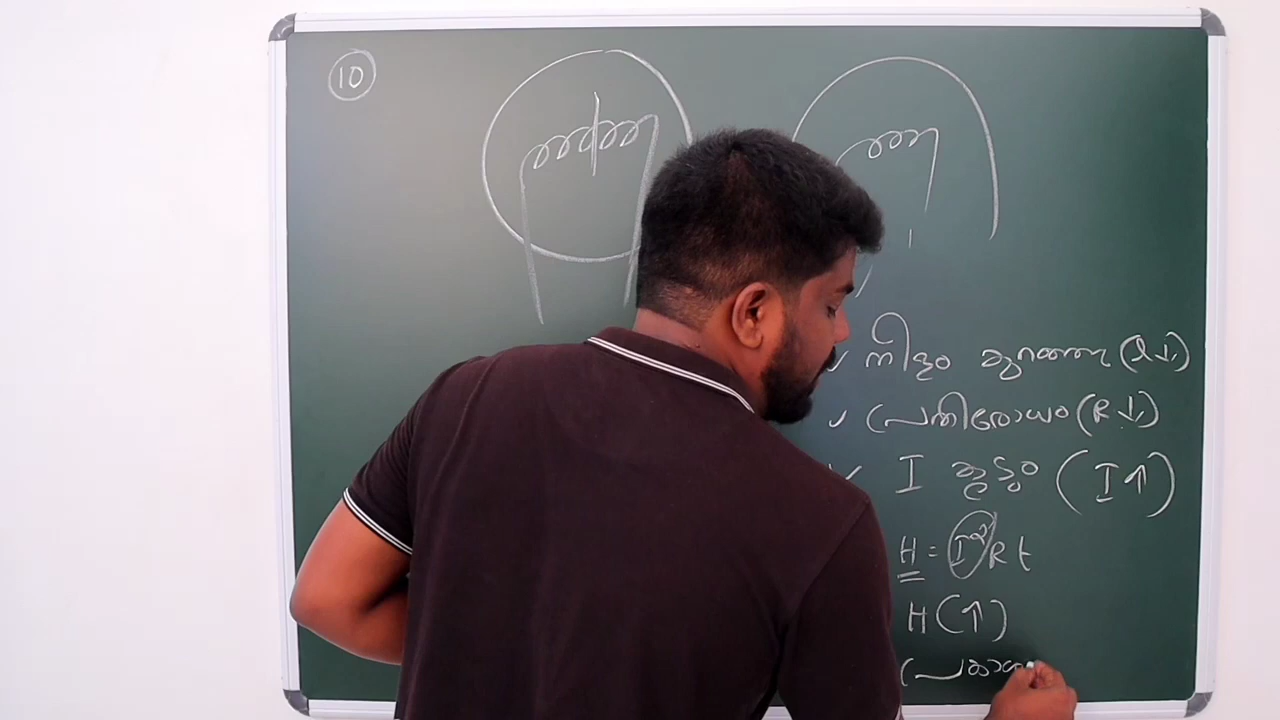 10
നീളം കുറഞ്ഞു (l↓)
പ്രതിരോധം (R↓)
I കൂടും (I↑)
H = I²Rt
H (↑)